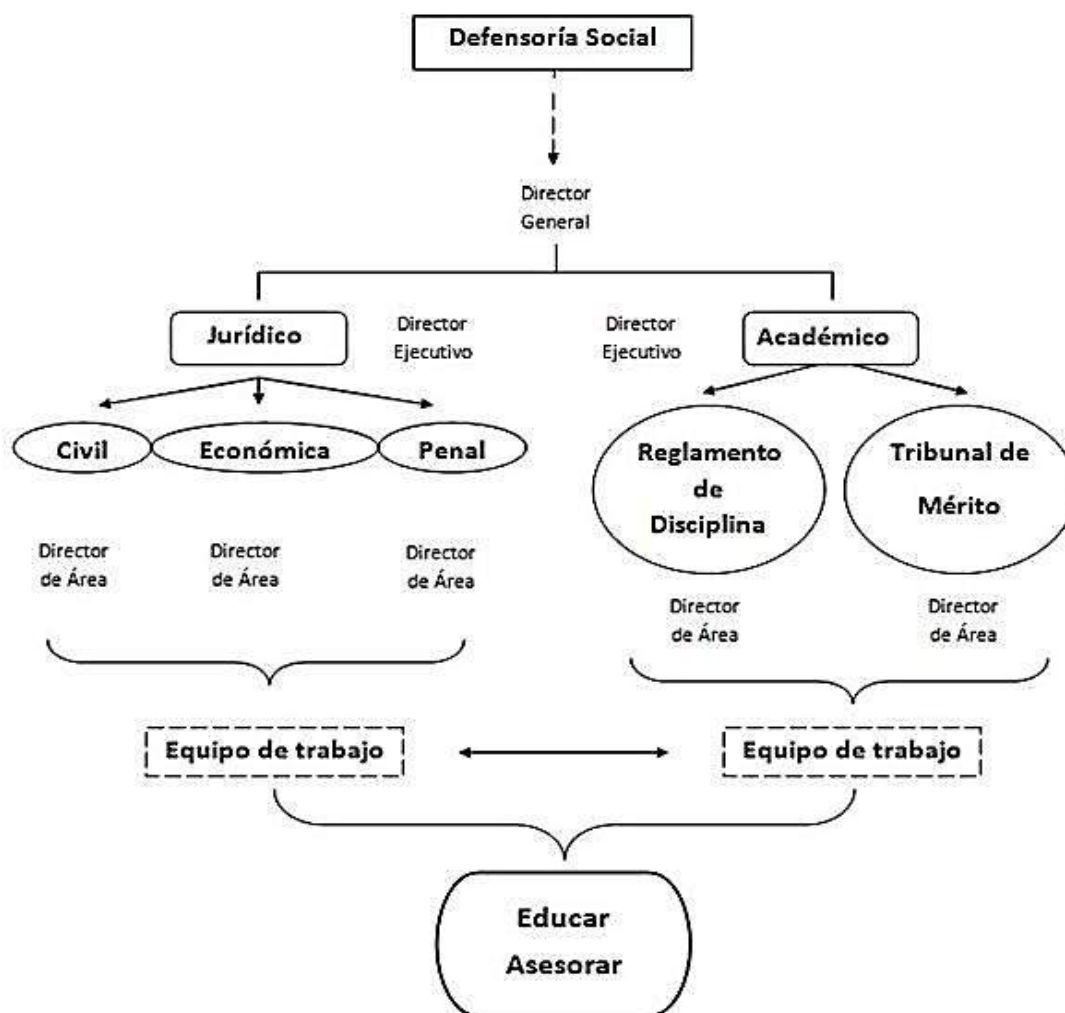 Defensoría Social
Director
General
Jurídico
Director
Ejecutivo
Director
Ejecutivo
Académico
Civil
Económica
Penal
Reglamento
de
Disciplina
Tribunal de
Mérito
Director
de Área
Director
de Área
Director
de Área
Director
de Área
Director
de Área
Equipo de trabajo
Equipo de trabajo
Educar
Asesorar